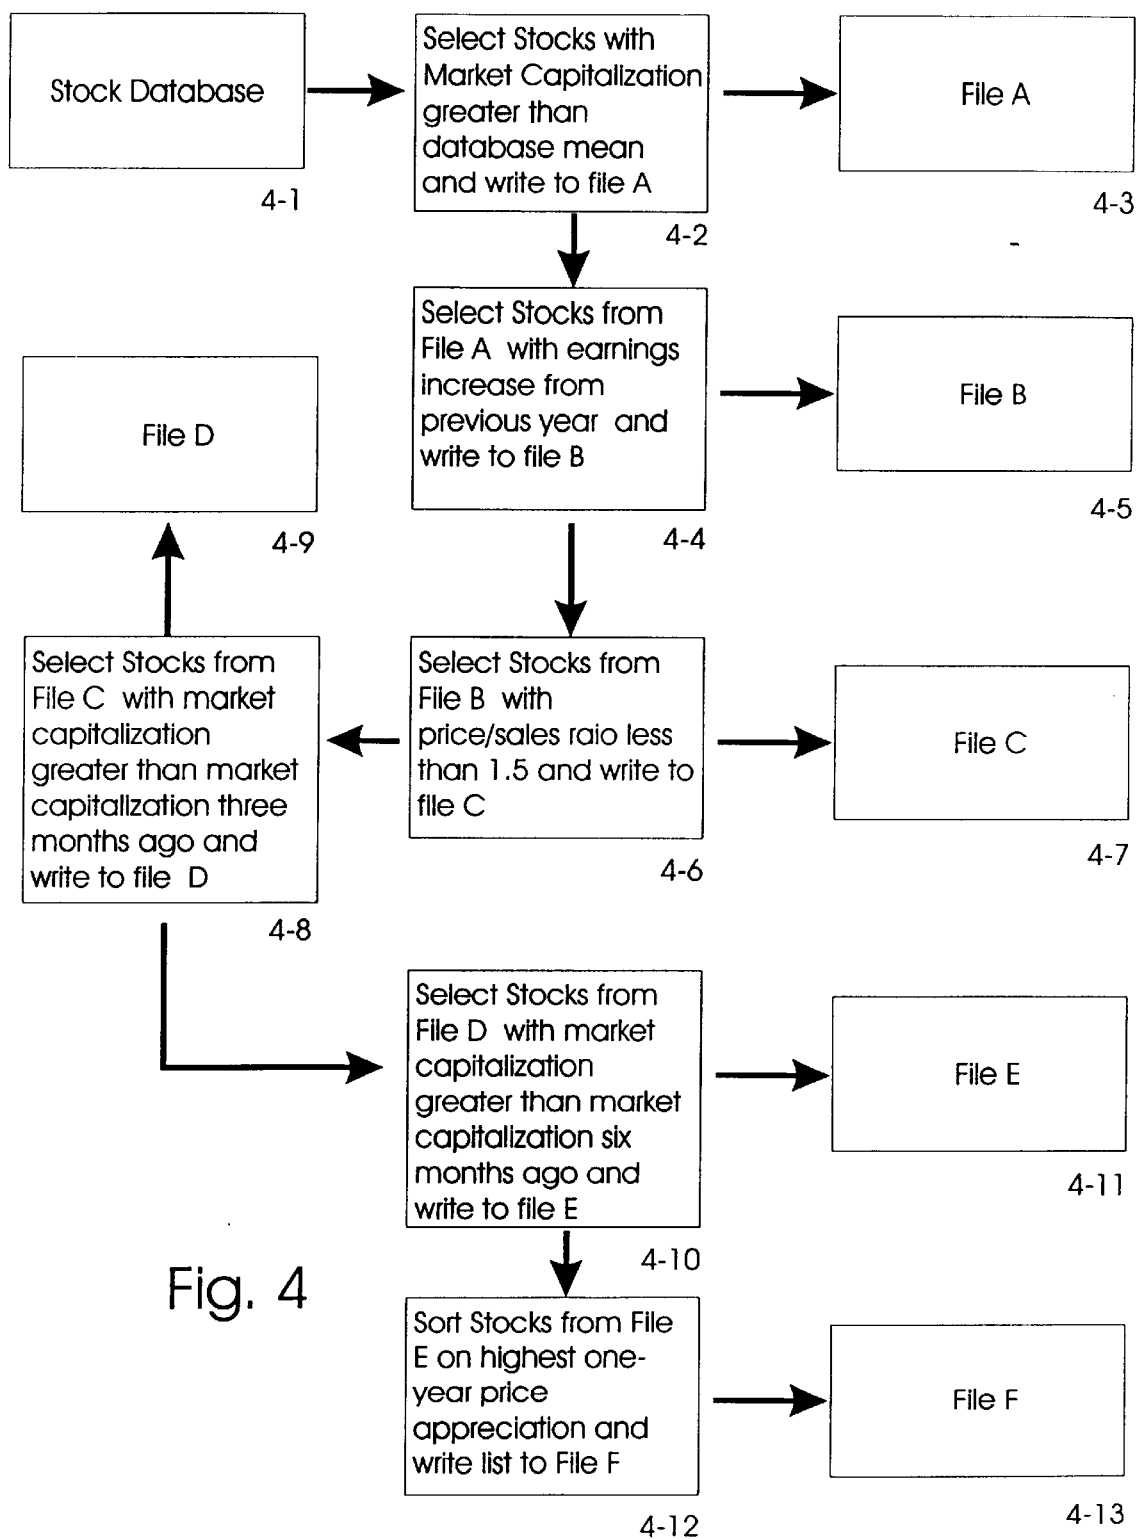 Stock Database
4-1
Select Stocks with
Market Capitalization
greater than
database mean
and write to file A
4-2
File A
4-3
Select Stocks from
File A with earnings
increase from
previous year and
write to file B
4-4
File B
4-5
File D
4-9
Select Stocks from
File C with market
capitalization
greater than market
capitalization three
months ago and
write to file D
4-8
Select Stocks from
File B with
price/sales raio less
than 1.5 and write to
file C
4-6
File C
4-7
Select Stocks from
File D with market
capitalization
greater than market
capitalization six
months ago and
write to file E
4-10
File E
4-11
Fig. 4
Sort Stocks from File
E on highest one-
year price
appreciation and
write list to File F
4-12
File F
4-13